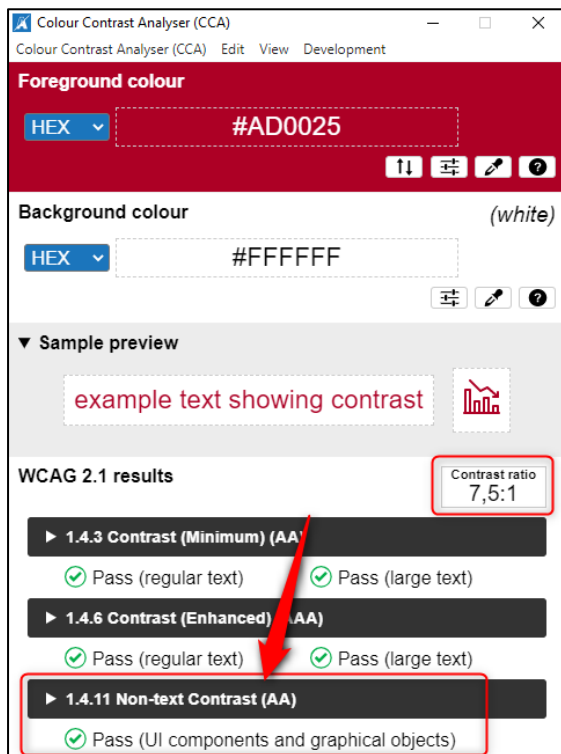 Colour Contrast Analyser (CCA)
Colour Contrast Analyser (CCA) Edit View Development
Foreground colour
HEX #AD0025
Background colour (white)
HEX #FFFFFF
Sample preview
example text showing contrast
WCAG 2.1 results
Contrast ratio
7,5:1
1.4.3 Contrast (Minimum) (AA)
Pass (regular text) Pass (large text)
1.4.6 Contrast (Enhanced) (AAA)
Pass (regular text) Pass (large text)
1.4.11 Non-text Contrast (AA)
Pass (UI components and graphical objects)